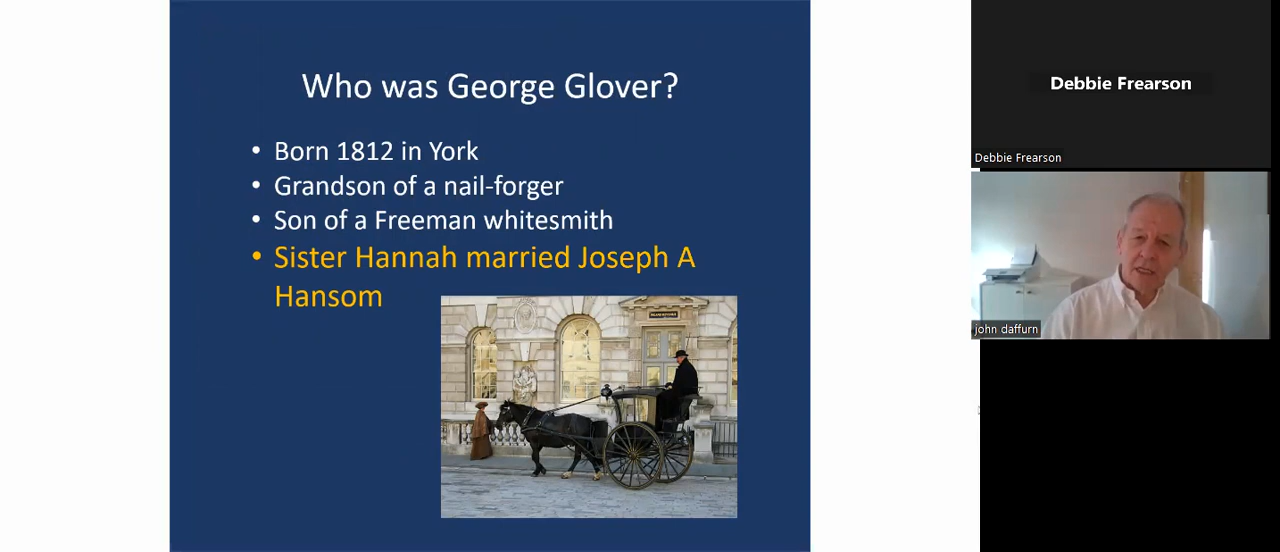 Who was George Glover?
• Born 1812 in York
• Grandson of a nail-forger
• Son of a Freeman whitesmith
• Sister Hannah married Joseph A
Hansom
Debbie Frearson
Debbie Frearson
john daffurn